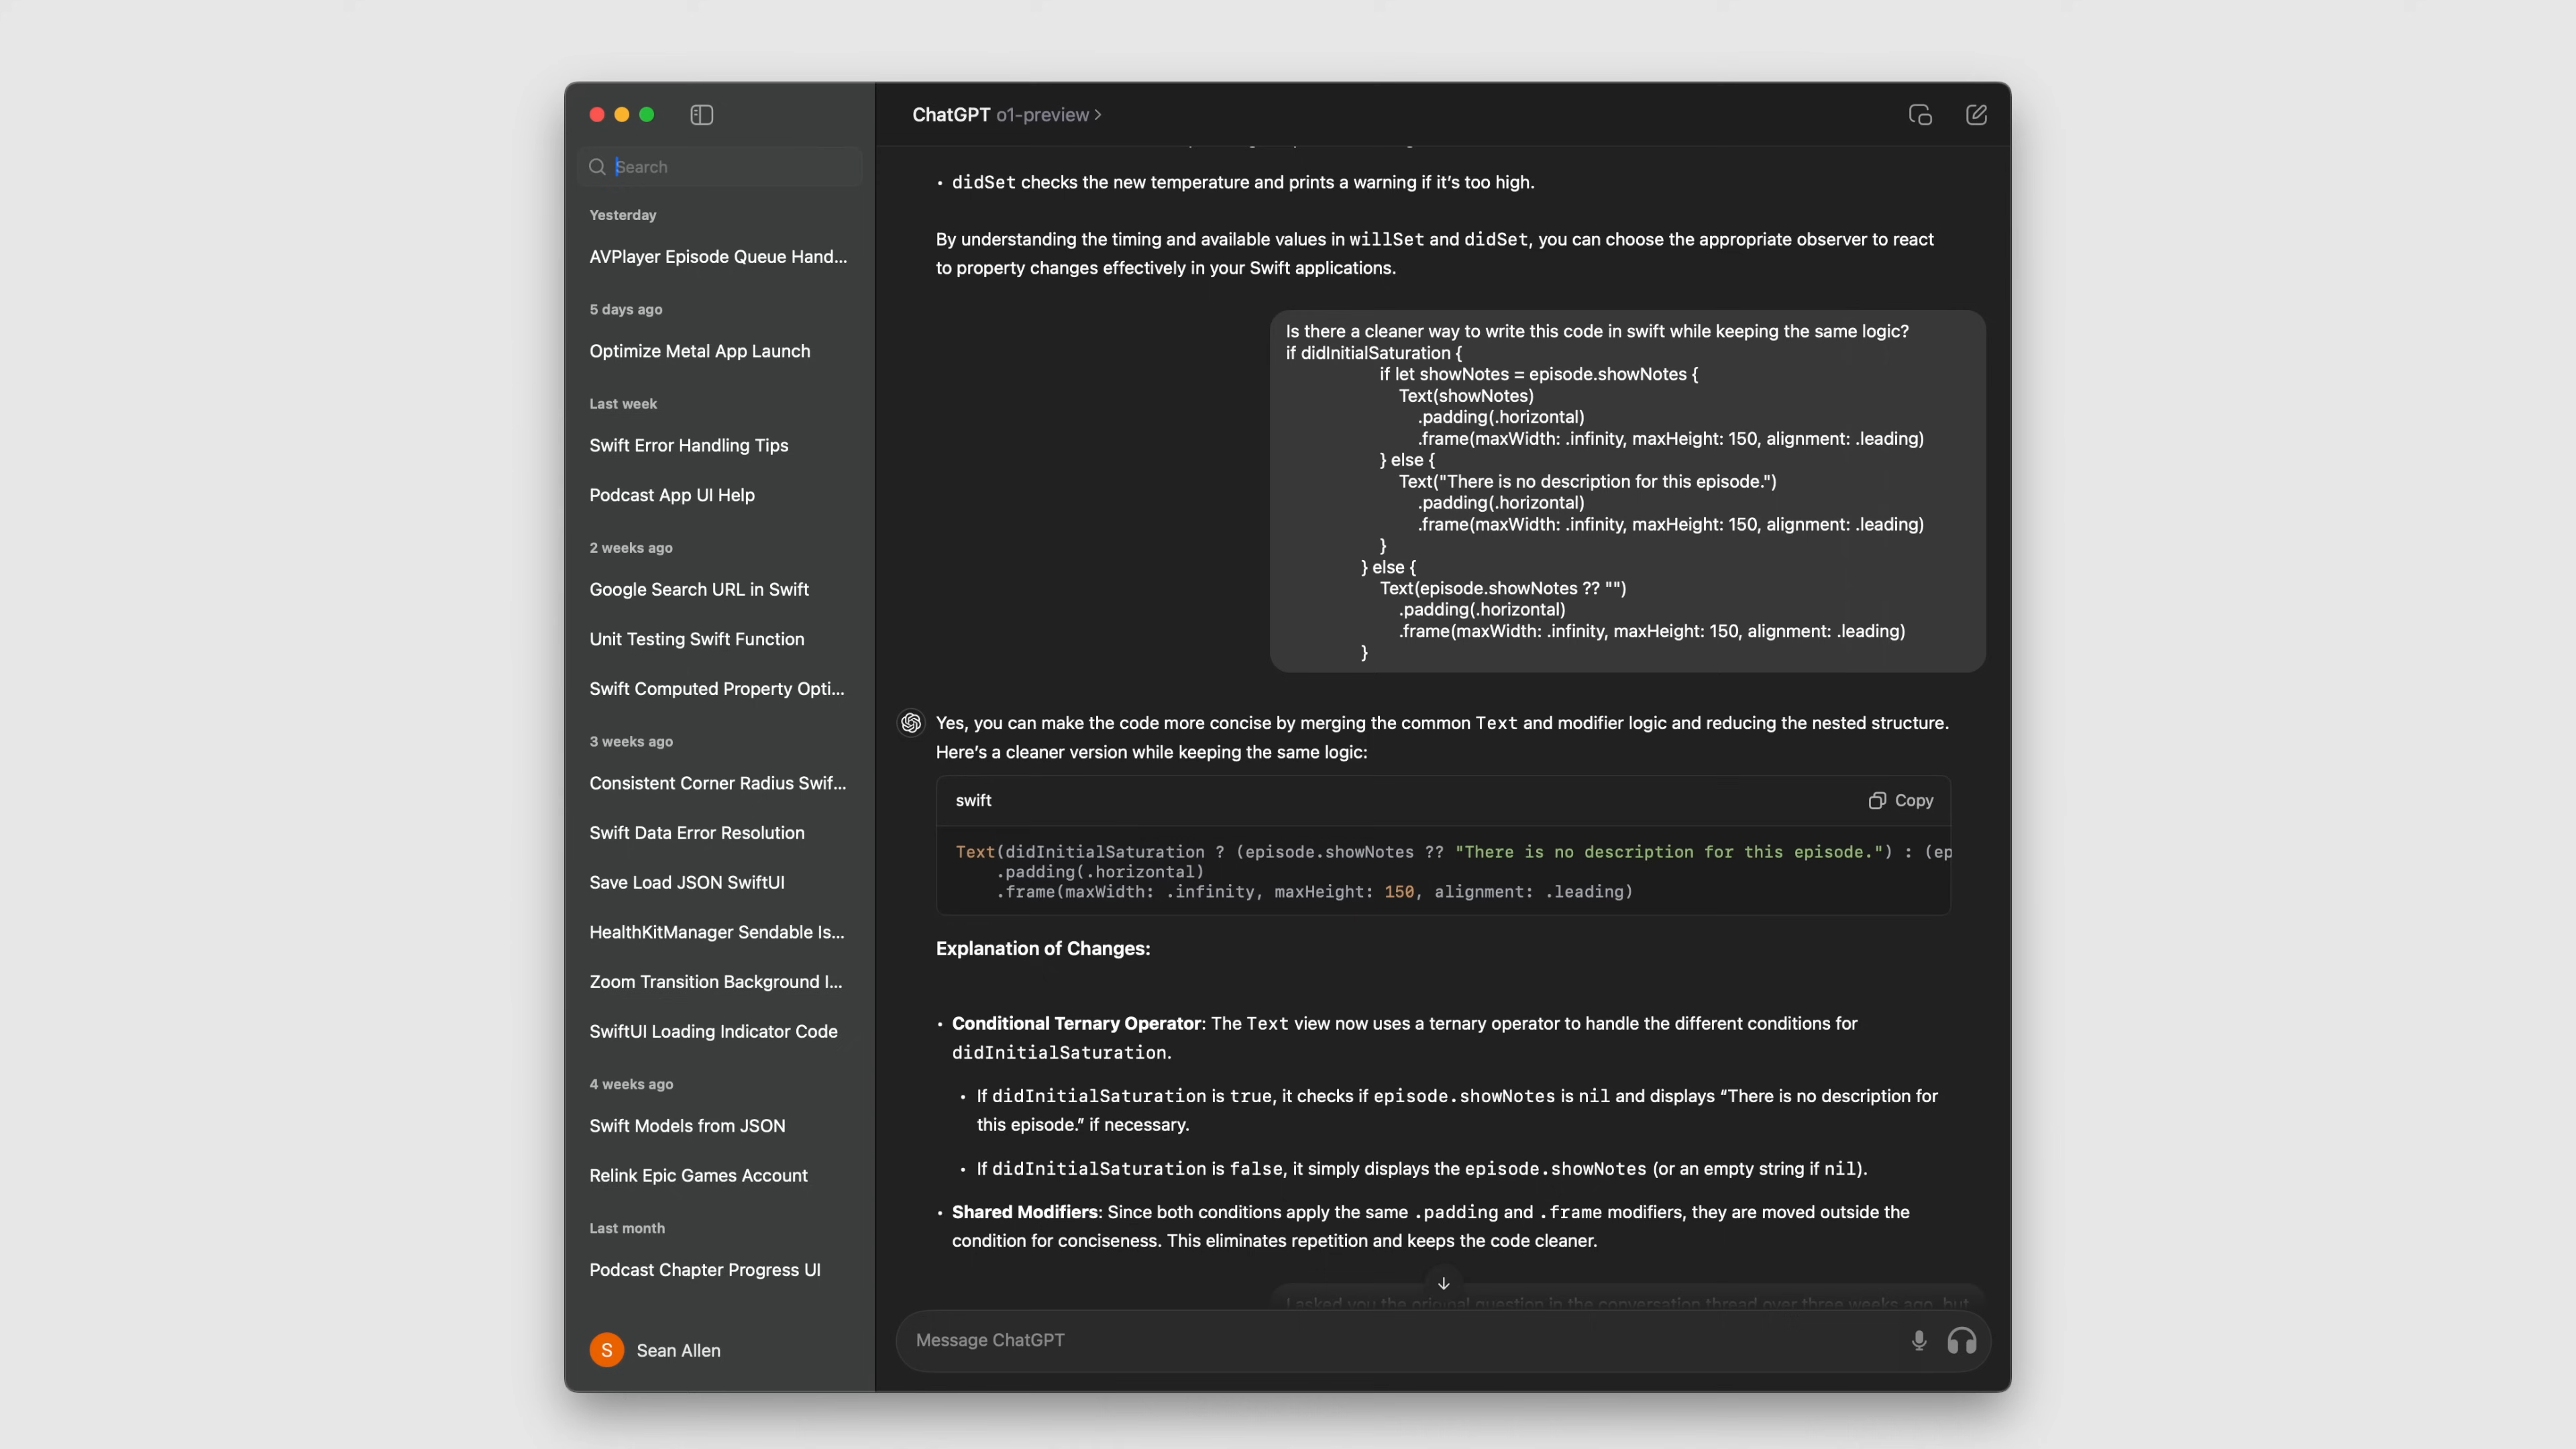 ChatGPT o1-preview >
Search
Yesterday
AVPlayer Episode Queue Hand...
5 days ago
Optimize Metal App Launch
Last week
Swift Error Handling Tips
Podcast App UI Help
2 weeks ago
Google Search URL in Swift
Unit Testing Swift Function
Swift Computed Property Opti...
3 weeks ago
Consistent Corner Radius Swif...
Swift Data Error Resolution
Save Load JSON SwiftUI
HealthKitManager Sendable Is...
Zoom Transition Background I...
SwiftUI Loading Indicator Code
4 weeks ago
Swift Models from JSON
Relink Epic Games Account
Last month
Podcast Chapter Progress UI
S Sean Allen
• didSet checks the new temperature and prints a warning if it’s too high.
By understanding the timing and available values in willSet and didSet, you can choose the appropriate observer to react
to property changes effectively in your Swift applications.
Is there a cleaner way to write this code in swift while keeping the same logic?
if didInitialSaturation {
if let showNotes = episode.showNotes {
Text(showNotes)
.padding(.horizontal)
.frame(maxWidth: .infinity, maxHeight: 150, alignment: .leading)
} else {
Text("There is no description for this episode.")
.padding(.horizontal)
.frame(maxWidth: .infinity, maxHeight: 150, alignment: .leading)
}
} else {
Text(episode.showNotes ?? "")
.padding(.horizontal)
.frame(maxWidth: .infinity, maxHeight: 150, alignment: .leading)
}
Yes, you can make the code more concise by merging the common Text and modifier logic and reducing the nested structure.
Here’s a cleaner version while keeping the same logic:
swift
Copy
Text(didInitialSaturation ? (episode.showNotes ?? "There is no description for this episode.") : (ep
.padding(.horizontal)
.frame(maxWidth: .infinity, maxHeight: 150, alignment: .leading)
Explanation of Changes:
• Conditional Ternary Operator: The Text view now uses a ternary operator to handle the different conditions for
didInitialSaturation.
• If didInitialSaturation is true, it checks if episode.showNotes is nil and displays “There is no description for
this episode.” if necessary.
• If didInitialSaturation is false, it simply displays the episode.showNotes (or an empty string if nil).
• Shared Modifiers: Since both conditions apply the same .padding and .frame modifiers, they are moved outside the
condition for conciseness. This eliminates repetition and keeps the code cleaner.
I asked you the original question in the conversation thread over three weeks ago, but
Message ChatGPT